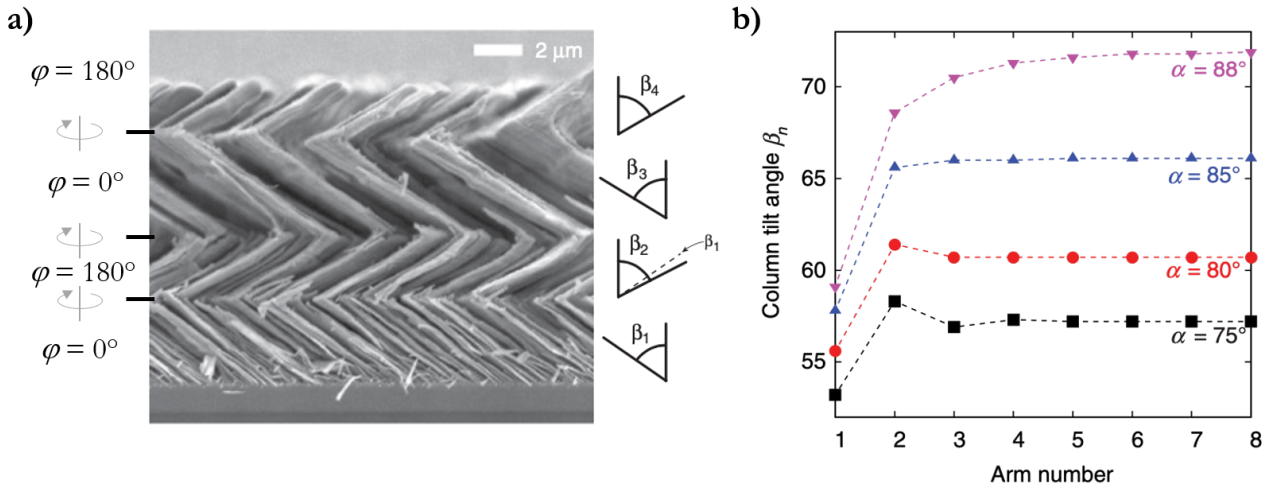 a)
2 μm
φ = 180°
φ = 0°
φ = 180°
φ = 0°
β4
β3
β2
β1
β1
b)
Column tilt angle βn
70
65
60
55
α = 88°
α = 85°
α = 80°
α = 75°
1 2 3 4 5 6 7 8
Arm number